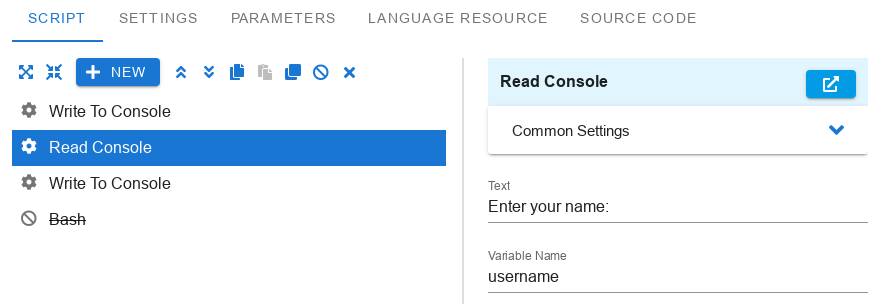 SCRIPT SETTINGS PARAMETERS LANGUAGE RESOURCE SOURCE CODE
NEW
Write To Console
Read Console
Write To Console
Bash
Read Console
Common Settings
Text
Enter your name:
Variable Name
username